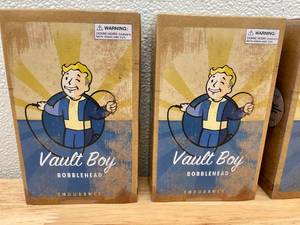 WARNING:
Vault Boy
BOBBLEHEAD
ENDURANCE
WARNING:
Vault Boy
BOBBLEHEAD
ENDURANCE